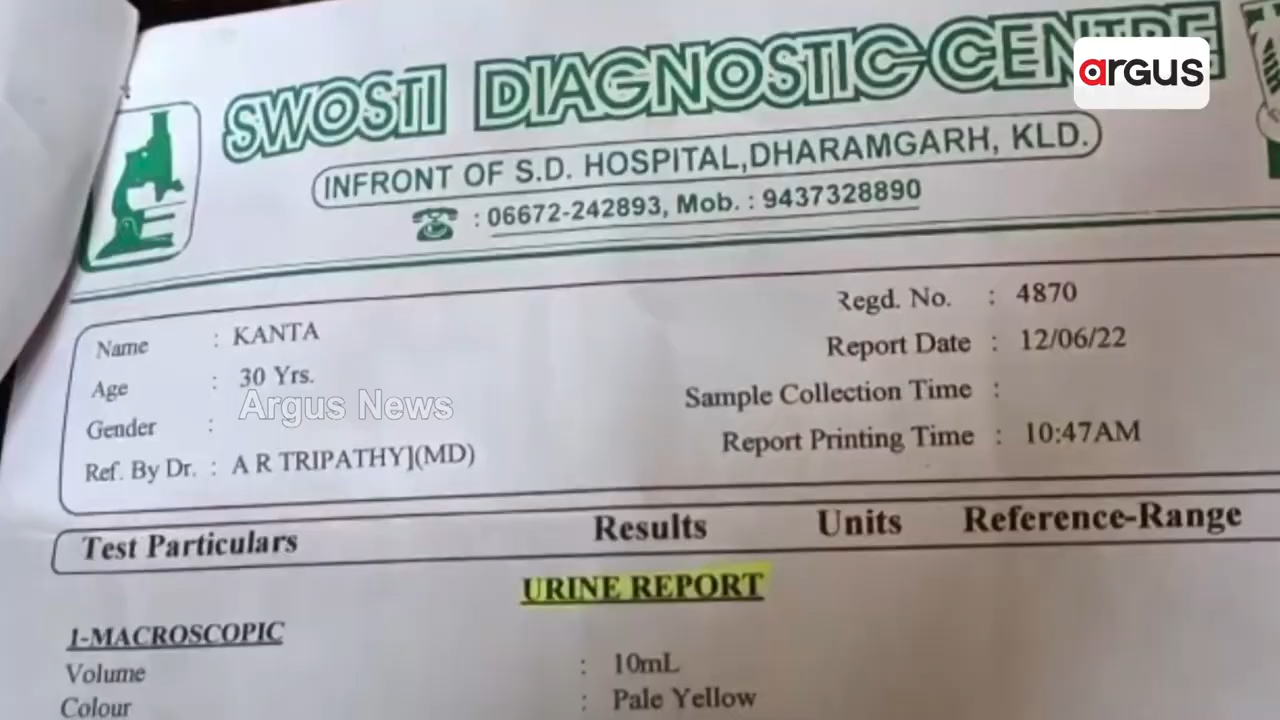 SWOSTI DIAGNOSTIC CENTRE
argus
INFRONT OF S.D. HOSPITAL,DHARAMGARH, KLD.
: 06672-242893, Mob. : 9437328890
Name : KANTA
Regd. No. : 4870
Age : 30 Yrs.
Report Date : 12/06/22
Argus News
Gender :
Sample Collection Time :
Ref. By Dr. : A R TRIPATHY](MD)
Report Printing Time : 10:47AM
Test Particulars Results Units Reference-Range
URINE REPORT
1-MACROSCOPIC
Volume : 10mL
Colour : Pale Yellow